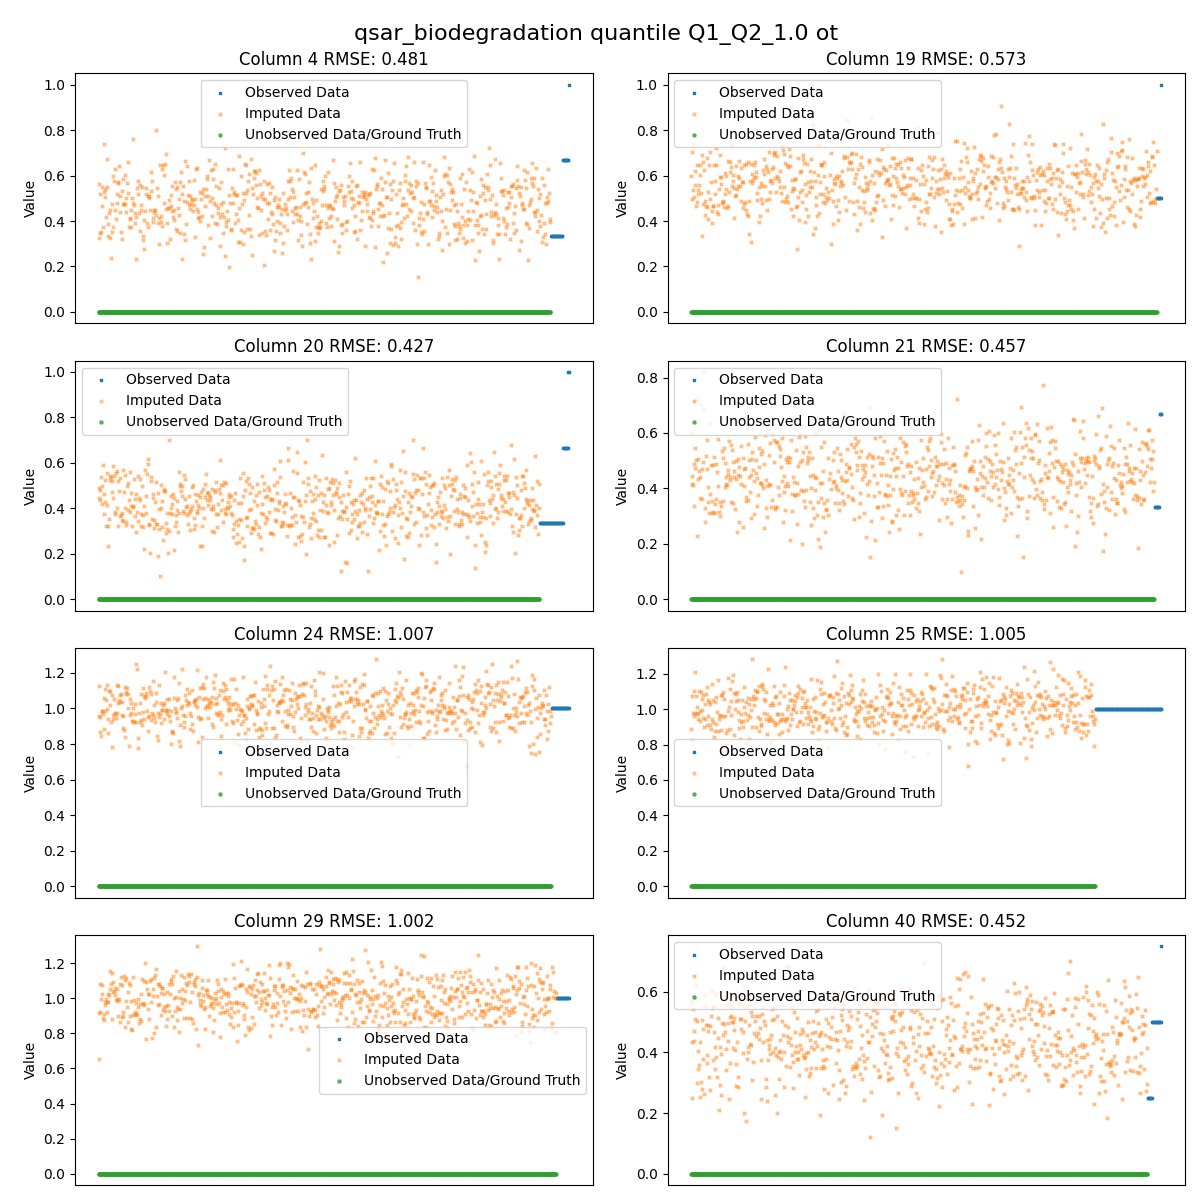 qsar_biodegradation quantile Q1_Q2_1.0 ot
Column 4 RMSE: 0.481
Value
1.0
0.8
0.6
0.4
0.2
0.0
Observed Data
Imputed Data
Unobserved Data/Ground Truth
Column 19 RMSE: 0.573
Value
1.0
0.8
0.6
0.4
0.2
0.0
Observed Data
Imputed Data
Unobserved Data/Ground Truth
Column 20 RMSE: 0.427
Value
1.0
0.8
0.6
0.4
0.2
0.0
Observed Data
Imputed Data
Unobserved Data/Ground Truth
Column 21 RMSE: 0.457
Value
0.8
0.6
0.4
0.2
0.0
Observed Data
Imputed Data
Unobserved Data/Ground Truth
Column 24 RMSE: 1.007
Value
1.2
1.0
0.8
0.6
0.4
0.2
0.0
Observed Data
Imputed Data
Unobserved Data/Ground Truth
Column 25 RMSE: 1.005
Value
1.2
1.0
0.8
0.6
0.4
0.2
0.0
Observed Data
Imputed Data
Unobserved Data/Ground Truth
Column 29 RMSE: 1.002
Value
1.2
1.0
0.8
0.6
0.4
0.2
0.0
Observed Data
Imputed Data
Unobserved Data/Ground Truth
Column 40 RMSE: 0.452
Value
0.6
0.4
0.2
0.0
Observed Data
Imputed Data
Unobserved Data/Ground Truth